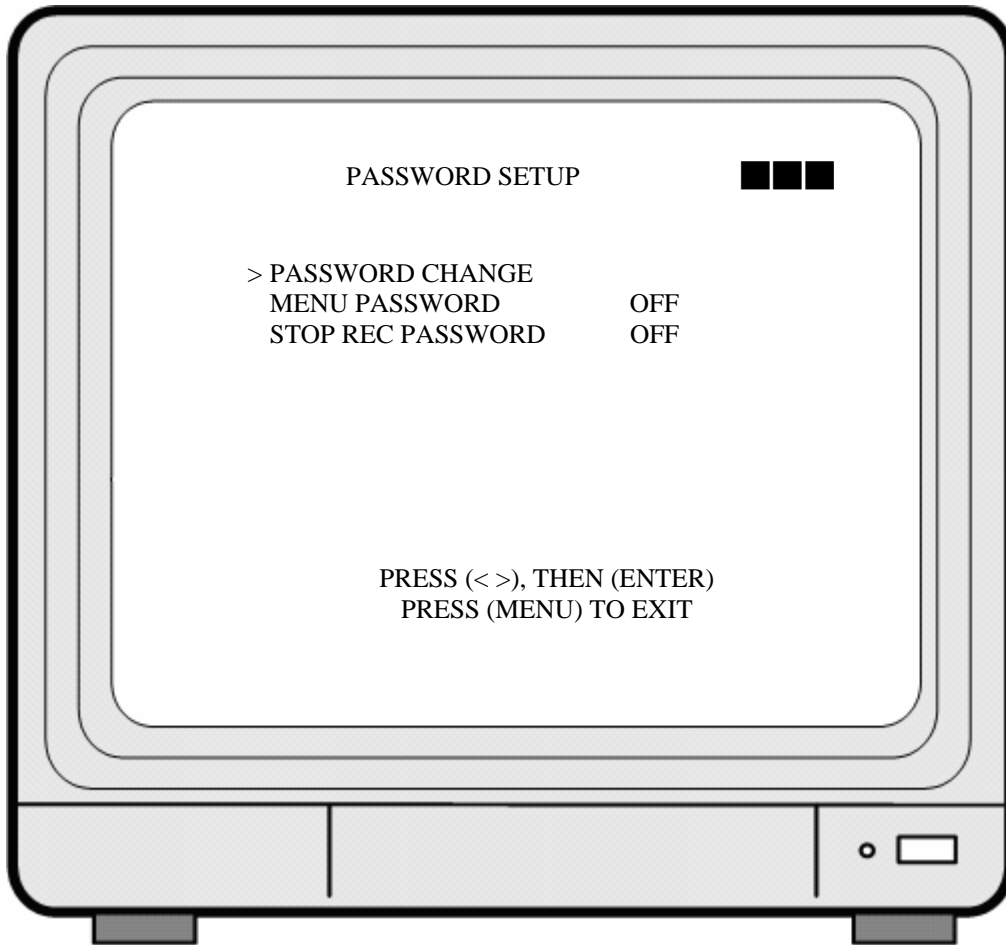 PASSWORD SETUP
> PASSWORD CHANGE
MENU PASSWORD OFF
STOP REC PASSWORD OFF
PRESS (< >), THEN (ENTER)
PRESS (MENU) TO EXIT